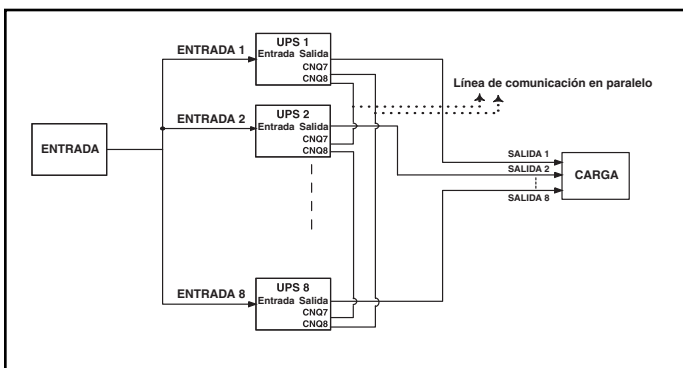 UPS 1
ENTRADA 1
Entrada Salida
CNQ7
CNQ8
Línea de comunicación en paralelo
UPS 2
ENTRADA 2
Entrada Salida
CNQ7
CNQ8
ENTRADA
SALIDA 1
SALIDA 2
SALIDA 8
CARGA
UPS 8
ENTRADA 8
Entrada Salida
CNQ7
CNQ8